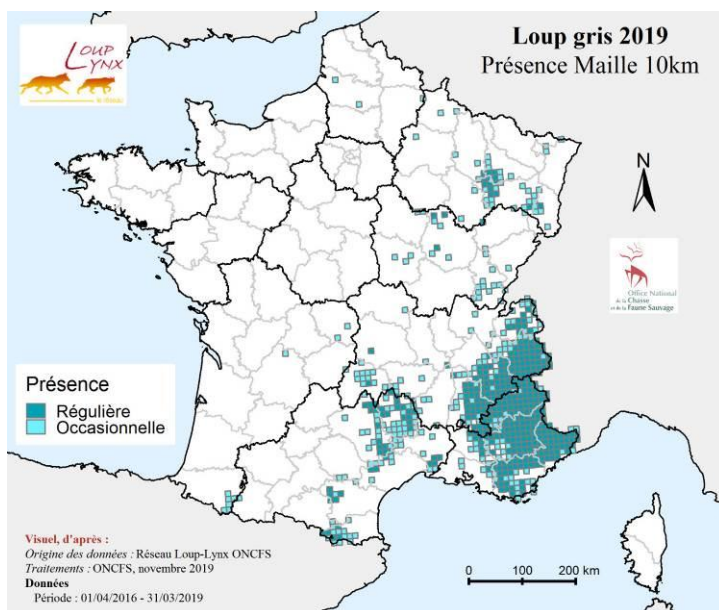 LOUP
LYNX
LE RÉSEAU
Loup gris 2019
Présence Maille 10km
N
Office National
de la Chasse
et de la Faune Sauvage
Présence
Régulière
Occasionnelle
Visuel, d'après :
Origine des données : Réseau Loup-Lynx ONCFS
Traitements : ONCFS, novembre 2019
Données
Période : 01/04/2016 - 31/03/2019
0 100 200 km